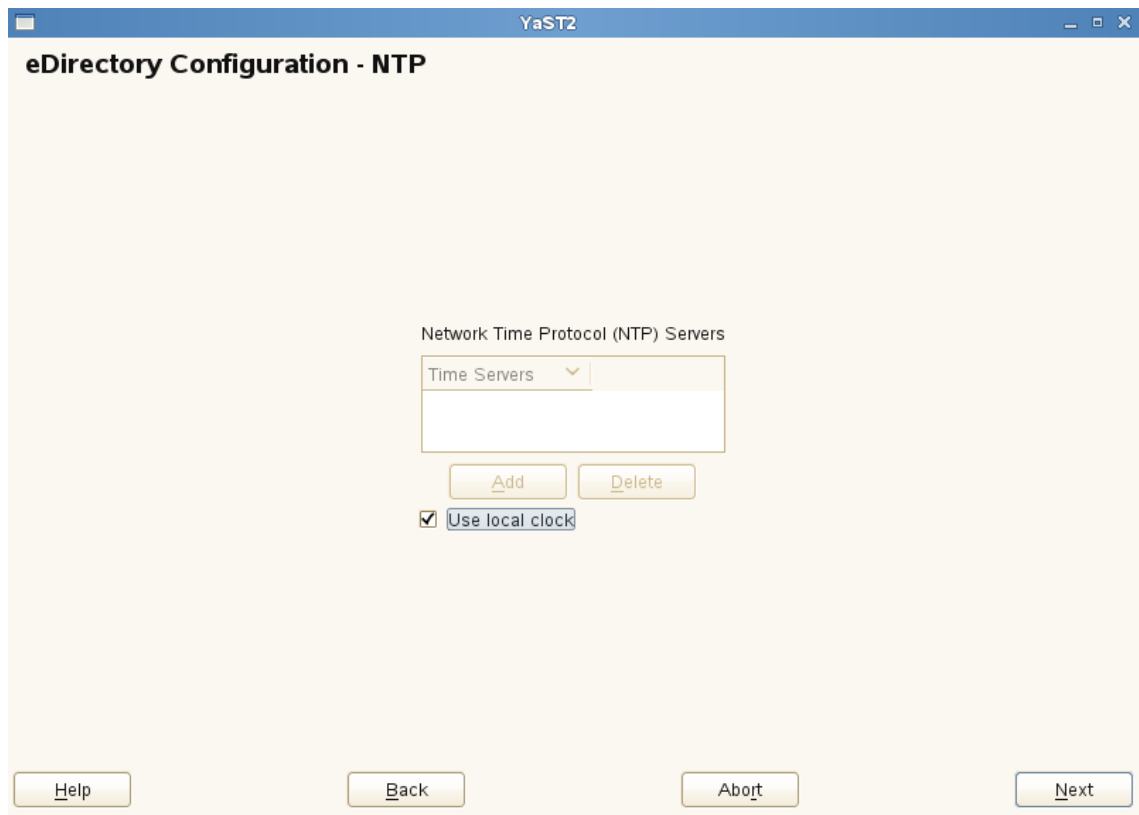 YaST2
eDirectory Configuration - NTP
Network Time Protocol (NTP) Servers
Time Servers
Add Delete
Use local clock
Help Back Abort Next